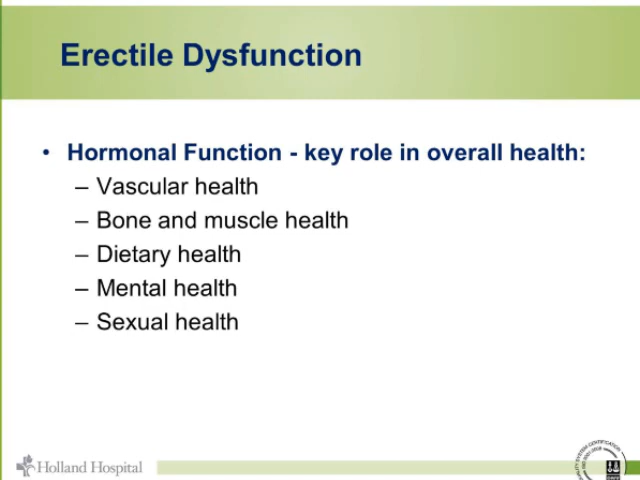 Erectile Dysfunction
• Hormonal Function - key role in overall health:
– Vascular health
– Bone and muscle health
– Dietary health
– Mental health
– Sexual health
Holland Hospital